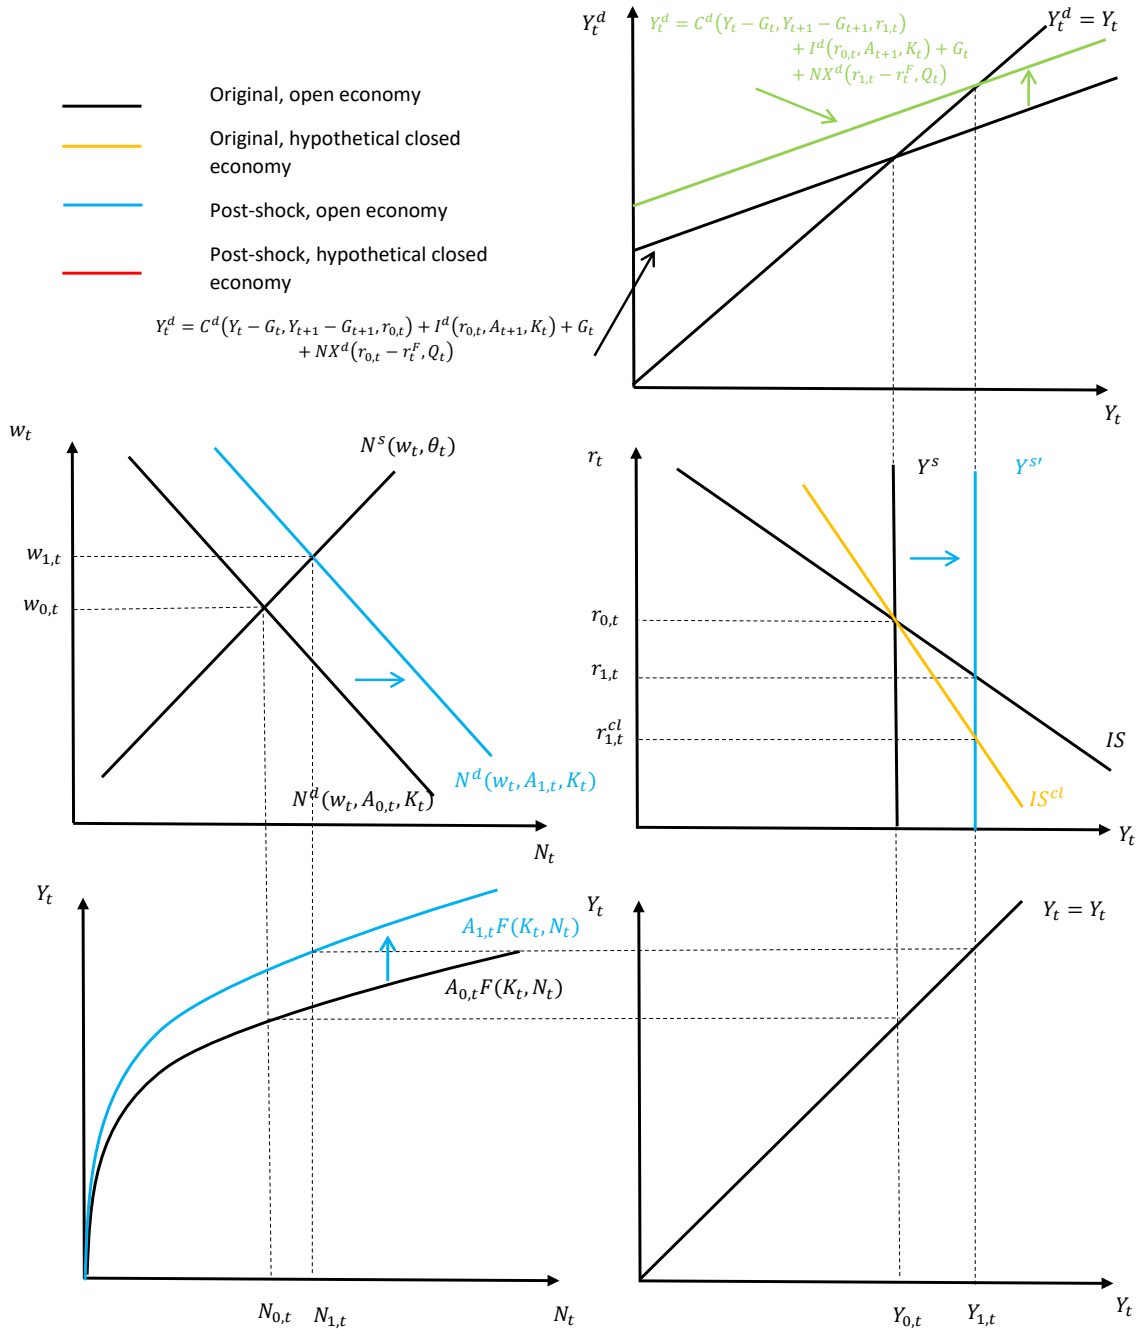 Original, open economy
Original, hypothetical closed
economy
Post-shock, open economy
Post-shock, hypothetical closed
economy
Y_t^d
Y_t^d = C^d(Y_t − G_t, Y_{t+1} − G_{t+1}, r_{1,t})
+ I^d(r_{0,t}, A_{t+1}, K_t) + G_t
+ NX^d(r_{1,t} − r_t^F, Q_t)
Y_t^d = Y_t
Y_t^d = C^d(Y_t − G_t, Y_{t+1} − G_{t+1}, r_{0,t}) + I^d(r_{0,t}, A_{t+1}, K_t) + G_t
+ NX^d(r_{0,t} − r_t^F, Q_t)
Y_t
w_t
N^s(w_t, θ_t)
w_{1,t}
w_{0,t}
N^d(w_t, A_{0,t}, K_t)
N^d(w_t, A_{1,t}, K_t)
N_t
r_t
Y^s
Y^{s′}
r_{0,t}
r_{1,t}
r_{1,t}^{cl}
IS
IS^{cl}
Y_t
Y_t
A_{1,t}F(K_t, N_t)
A_{0,t}F(K_t, N_t)
N_{0,t}
N_{1,t}
N_t
Y_t
Y_t = Y_t
Y_{0,t}
Y_{1,t}
Y_t